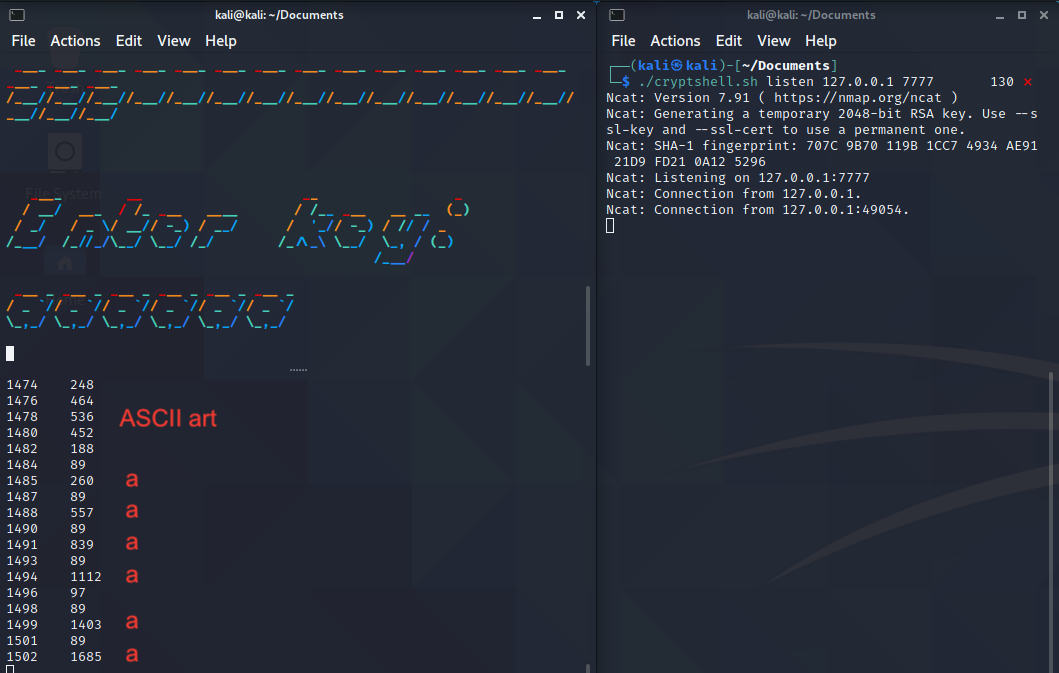 kali@kali: ~/Documents
File Actions Edit View Help
Enter Key:
aaaaaa
1474 248
1476 464
1478 536
1480 452
1482 188
1484 89
1485 260
1487 89
1488 557
1490 89
1491 839
1493 89
1494 1112
1496 97
1498 89
1499 1403
1501 89
1502 1685
ASCII art
a
a
a
a
a
a
File System
kali@kali: ~/Documents
File Actions Edit View Help
┌──(kali㉿kali)-[~/Documents]
└─$ ./cryptshell.sh listen 127.0.0.1 7777 130 ⨯
Ncat: Version 7.91 ( https://nmap.org/ncat )
Ncat: Generating a temporary 2048-bit RSA key. Use --s
sl-key and --ssl-cert to use a permanent one.
Ncat: SHA-1 fingerprint: 707C 9B70 119B 1CC7 4934 AE91
21D9 FD21 0A12 5296
Ncat: Listening on 127.0.0.1:7777
Ncat: Connection from 127.0.0.1.
Ncat: Connection from 127.0.0.1:49054.